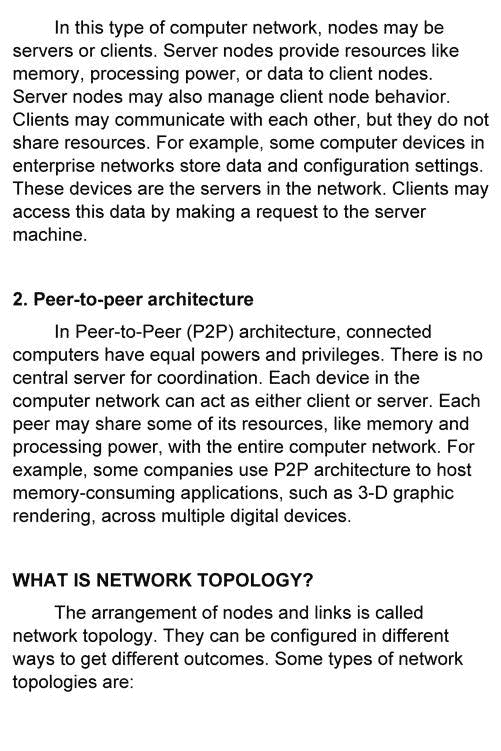 In this type of computer network, nodes may be
servers or clients. Server nodes provide resources like
memory, processing power, or data to client nodes.
Server nodes may also manage client node behavior.
Clients may communicate with each other, but they do not
share resources. For example, some computer devices in
enterprise networks store data and configuration settings.
These devices are the servers in the network. Clients may
access this data by making a request to the server
machine.
2. Peer-to-peer architecture
In Peer-to-Peer (P2P) architecture, connected
computers have equal powers and privileges. There is no
central server for coordination. Each device in the
computer network can act as either client or server. Each
peer may share some of its resources, like memory and
processing power, with the entire computer network. For
example, some companies use P2P architecture to host
memory-consuming applications, such as 3-D graphic
rendering, across multiple digital devices.
WHAT IS NETWORK TOPOLOGY?
The arrangement of nodes and links is called
network topology. They can be configured in different
ways to get different outcomes. Some types of network
topologies are: